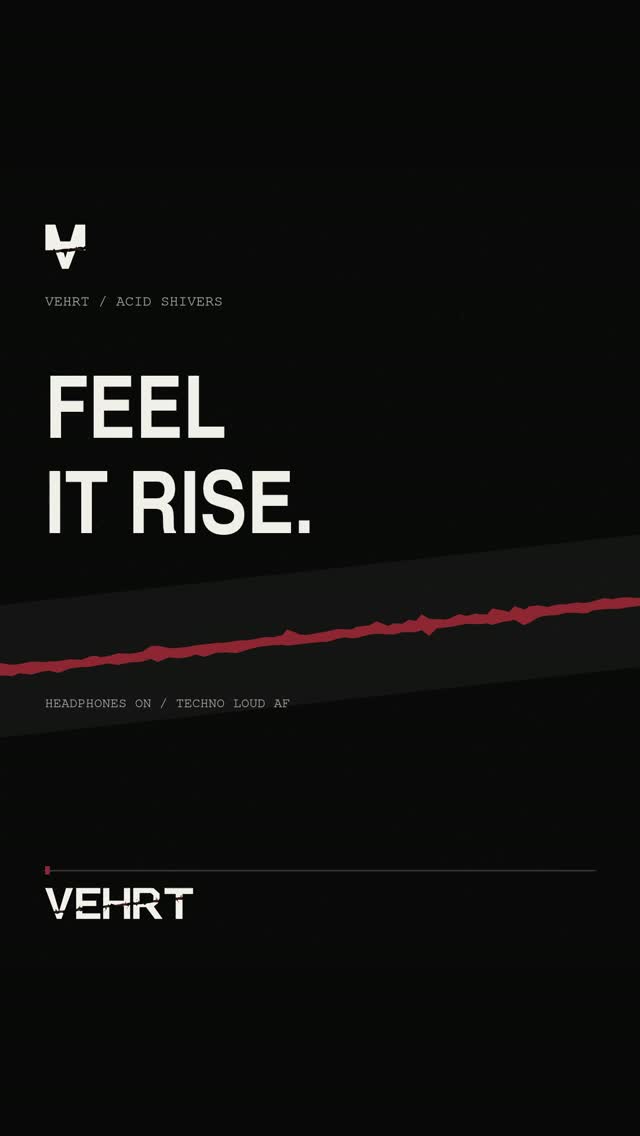 V
VEHRT / ACID SHIVERS
FEEL
IT RISE.
HEADPHONES ON / TECHNO LOUD AF
VEHRT